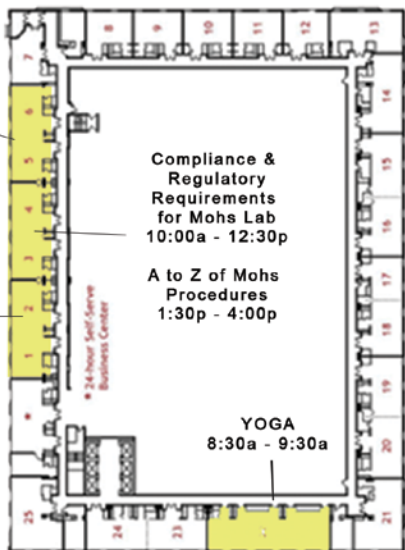 8
9
10
11
12
13
7
6
5
4
3
2
1
*
25
24
23
14
15
16
17
18
19
20
21
Compliance &
Regulatory
Requirements
for Mohs Lab
10:00a - 12:30p
A to Z of Mohs
Procedures
1:30p - 4:00p
* 24-hour Self-Serve
Business Center
YOGA
8:30a - 9:30a